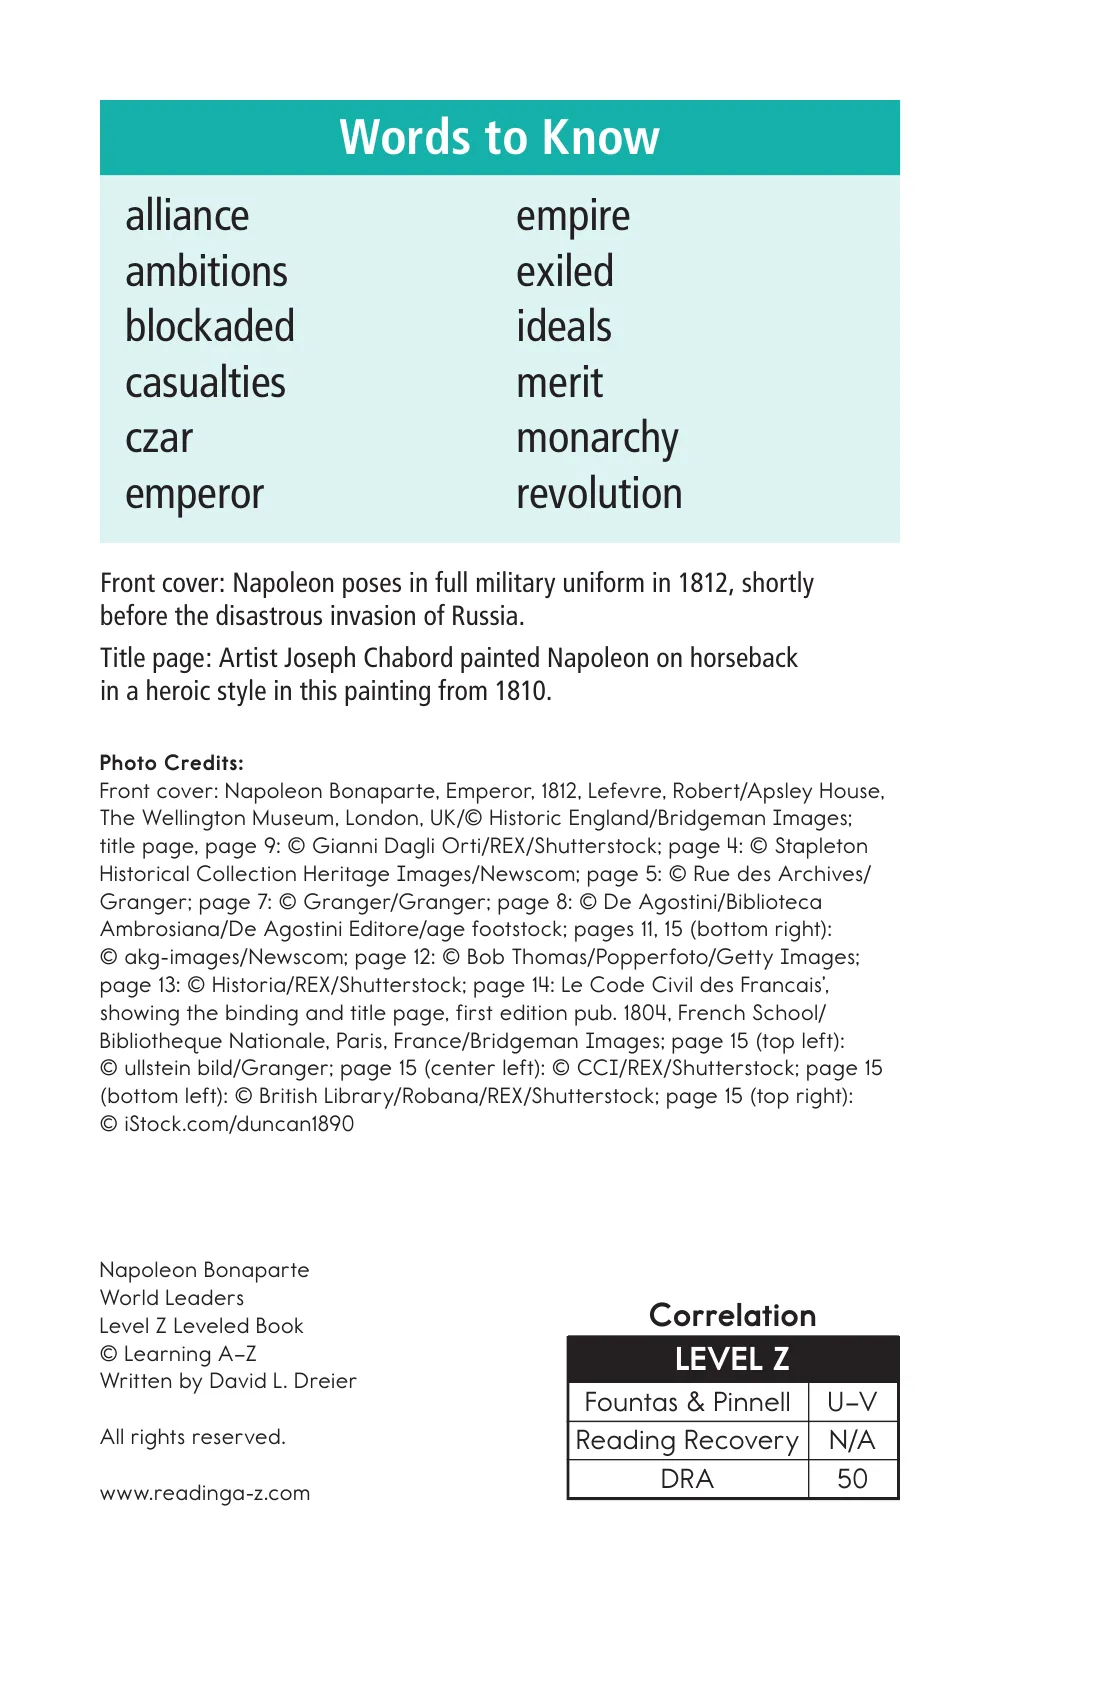 Words to Know
alliance
ambitions
blockaded
casualties
czar
emperor
empire
exiled
ideals
merit
monarchy
revolution
Front cover: Napoleon poses in full military uniform in 1812, shortly
before the disastrous invasion of Russia.
Title page: Artist Joseph Chabord painted Napoleon on horseback
in a heroic style in this painting from 1810.
Photo Credits:
Front cover: Napoleon Bonaparte, Emperor, 1812, Lefevre, Robert/Apsley House,
The Wellington Museum, London, UK/© Historic England/Bridgeman Images;
title page, page 9: © Gianni Dagli Orti/REX/Shutterstock; page 4: © Stapleton
Historical Collection Heritage Images/Newscom; page 5: © Rue des Archives/
Granger; page 7: © Granger/Granger; page 8: © De Agostini/Biblioteca
Ambrosiana/De Agostini Editore/age footstock; pages 11, 15 (bottom right):
© akg-images/Newscom; page 12: © Bob Thomas/Popperfoto/Getty Images;
page 13: © Historia/REX/Shutterstock; page 14: Le Code Civil des Francais’,
showing the binding and title page, first edition pub. 1804, French School/
Bibliotheque Nationale, Paris, France/Bridgeman Images; page 15 (top left):
© ullstein bild/Granger; page 15 (center left): © CCI/REX/Shutterstock; page 15
(bottom left): © British Library/Robana/REX/Shutterstock; page 15 (top right):
© iStock.com/duncan1890
Napoleon Bonaparte
World Leaders
Level Z Leveled Book
© Learning A–Z
Written by David L. Dreier
All rights reserved.
www.readinga-z.com
Correlation
LEVEL Z
Fountas & Pinnell U–V
Reading Recovery N/A
DRA 50